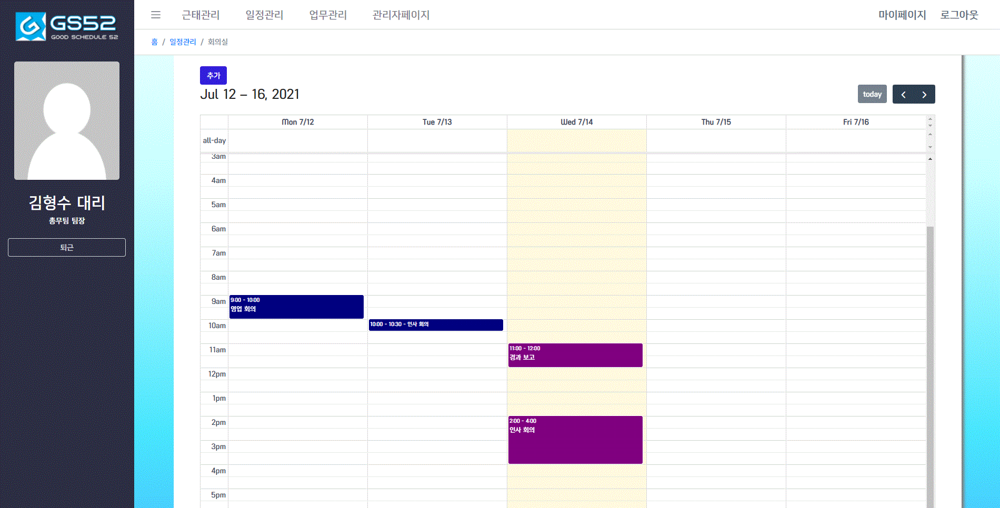 GS52
GOOD SCHEDULE 52
김형수 대리
총무팀 팀장
퇴근
근태관리 일정관리 업무관리 관리자페이지 마이페이지 로그아웃
홈 / 일정관리 / 회의실
추가
Jul 12 – 16, 2021
today
Mon 7/12 Tue 7/13 Wed 7/14 Thu 7/15 Fri 7/16
all-day
3am
4am
5am
6am
7am
8am
9am
9:00 - 10:00
영업 회의
10am
10:00 - 10:30 - 인사 회의
11am
11:00 - 12:00
경과 보고
12pm
1pm
2pm
2:00 - 4:00
인사 회의
3pm
4pm
5pm